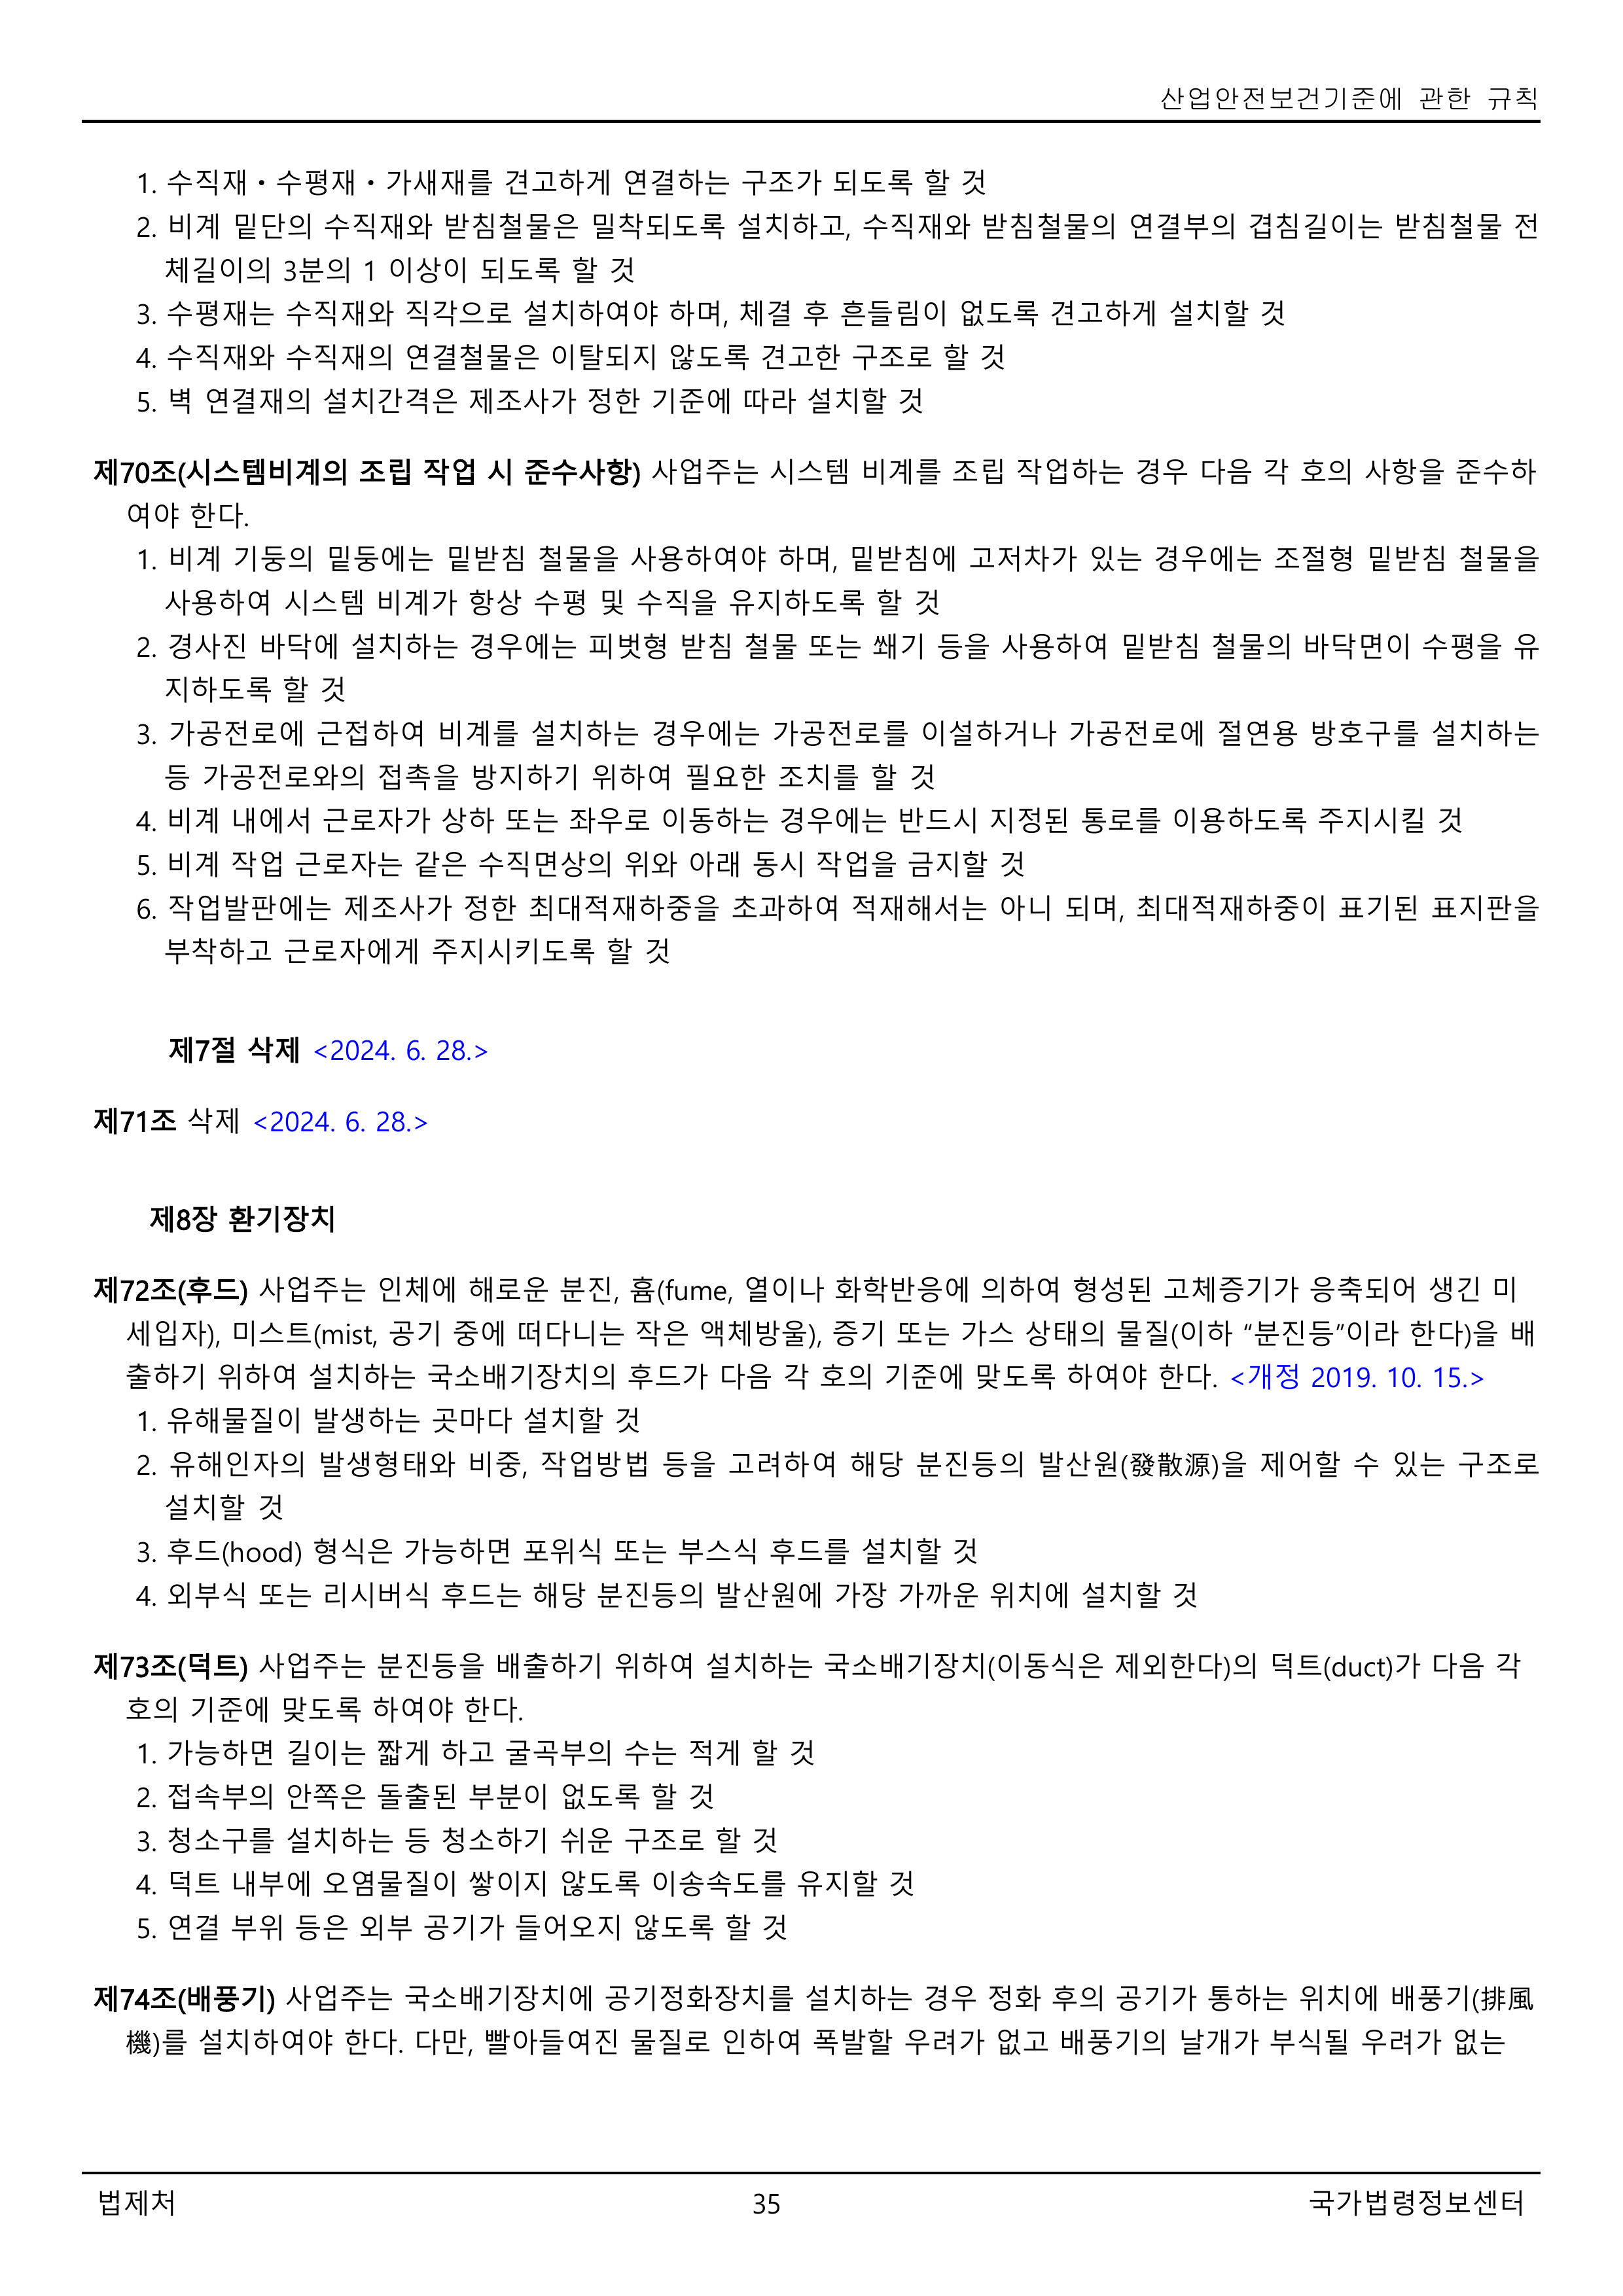 산업안전보건기준에 관한 규칙
1. 수직재ㆍ수평재ㆍ가새재를 견고하게 연결하는 구조가 되도록 할 것
2. 비계 밑단의 수직재와 받침철물은 밀착되도록 설치하고, 수직재와 받침철물의 연결부의 겹침길이는 받침철물 전
체길이의 3분의 1 이상이 되도록 할 것
3. 수평재는 수직재와 직각으로 설치하여야 하며, 체결 후 흔들림이 없도록 견고하게 설치할 것
4. 수직재와 수직재의 연결철물은 이탈되지 않도록 견고한 구조로 할 것
5. 벽 연결재의 설치간격은 제조사가 정한 기준에 따라 설치할 것
제70조(시스템비계의 조립 작업 시 준수사항) 사업주는 시스템 비계를 조립 작업하는 경우 다음 각 호의 사항을 준수하
여야 한다.
1. 비계 기둥의 밑둥에는 밑받침 철물을 사용하여야 하며, 밑받침에 고저차가 있는 경우에는 조절형 밑받침 철물을
사용하여 시스템 비계가 항상 수평 및 수직을 유지하도록 할 것
2. 경사진 바닥에 설치하는 경우에는 피벗형 받침 철물 또는 쐐기 등을 사용하여 밑받침 철물의 바닥면이 수평을 유
지하도록 할 것
3. 가공전로에 근접하여 비계를 설치하는 경우에는 가공전로를 이설하거나 가공전로에 절연용 방호구를 설치하는
등 가공전로와의 접촉을 방지하기 위하여 필요한 조치를 할 것
4. 비계 내에서 근로자가 상하 또는 좌우로 이동하는 경우에는 반드시 지정된 통로를 이용하도록 주지시킬 것
5. 비계 작업 근로자는 같은 수직면상의 위와 아래 동시 작업을 금지할 것
6. 작업발판에는 제조사가 정한 최대적재하중을 초과하여 적재해서는 아니 되며, 최대적재하중이 표기된 표지판을
부착하고 근로자에게 주지시키도록 할 것
제7절 삭제 <2024. 6. 28.>
제71조 삭제 <2024. 6. 28.>
제8장 환기장치
제72조(후드) 사업주는 인체에 해로운 분진, 흄(fume, 열이나 화학반응에 의하여 형성된 고체증기가 응축되어 생긴 미
세입자), 미스트(mist, 공기 중에 떠다니는 작은 액체방울), 증기 또는 가스 상태의 물질(이하 “분진등”이라 한다)을 배
출하기 위하여 설치하는 국소배기장치의 후드가 다음 각 호의 기준에 맞도록 하여야 한다. <개정 2019. 10. 15.>
1. 유해물질이 발생하는 곳마다 설치할 것
2. 유해인자의 발생형태와 비중, 작업방법 등을 고려하여 해당 분진등의 발산원(發散源)을 제어할 수 있는 구조로
설치할 것
3. 후드(hood) 형식은 가능하면 포위식 또는 부스식 후드를 설치할 것
4. 외부식 또는 리시버식 후드는 해당 분진등의 발산원에 가장 가까운 위치에 설치할 것
제73조(덕트) 사업주는 분진등을 배출하기 위하여 설치하는 국소배기장치(이동식은 제외한다)의 덕트(duct)가 다음 각
호의 기준에 맞도록 하여야 한다.
1. 가능하면 길이는 짧게 하고 굴곡부의 수는 적게 할 것
2. 접속부의 안쪽은 돌출된 부분이 없도록 할 것
3. 청소구를 설치하는 등 청소하기 쉬운 구조로 할 것
4. 덕트 내부에 오염물질이 쌓이지 않도록 이송속도를 유지할 것
5. 연결 부위 등은 외부 공기가 들어오지 않도록 할 것
제74조(배풍기) 사업주는 국소배기장치에 공기정화장치를 설치하는 경우 정화 후의 공기가 통하는 위치에 배풍기(排風
機)를 설치하여야 한다. 다만, 빨아들여진 물질로 인하여 폭발할 우려가 없고 배풍기의 날개가 부식될 우려가 없는
법제처 35 국가법령정보센터